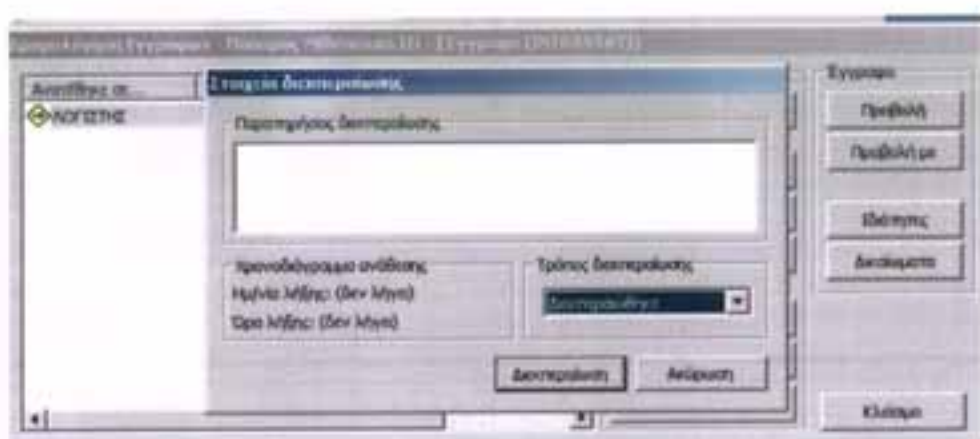 Ανατέθηκε σε...
ΛΟΓΙΣΤΗΣ
Στοιχεία διεκπεραίωσης
Παρατηρήσεις διεκπεραίωσης
Χρονοδιάγραμμα ανάθεσης
Ημ/νία λήξης: (δεν λήγει)
Ώρα λήξης: (δεν λήγει)
Τρόπος διεκπεραίωσης
Διεκπεραιώθηκε
Διεκπεραίωση
Ακύρωση
Έγγραφο
Προβολή
Προβολή με
Ιδιότητες
Δικαιώματα
Κλείσιμο